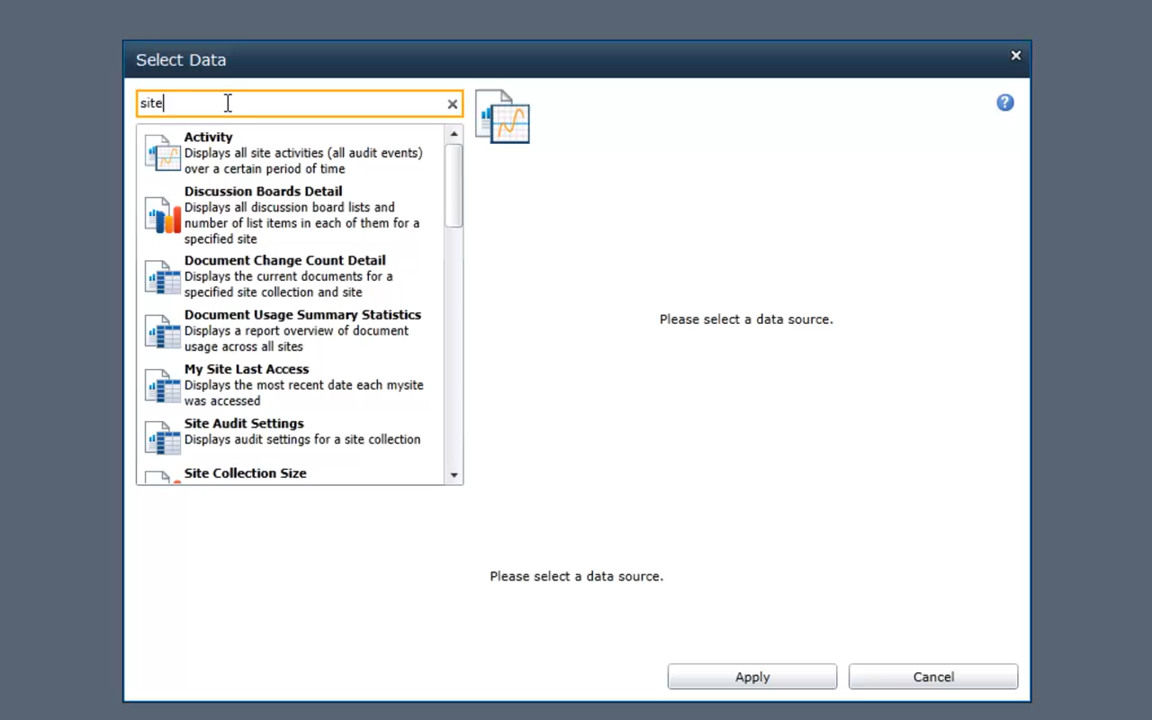 Select Data
site
Activity
Displays all site activities (all audit events)
over a certain period of time
Discussion Boards Detail
Displays all discussion board lists and
number of list items in each of them for a
specified site
Document Change Count Detail
Displays the current documents for a
specified site collection and site
Document Usage Summary Statistics
Displays a report overview of document
usage across all sites
My Site Last Access
Displays the most recent date each mysite
was accessed
Site Audit Settings
Displays audit settings for a site collection
Site Collection Size
Please select a data source.
Please select a data source.
Apply
Cancel